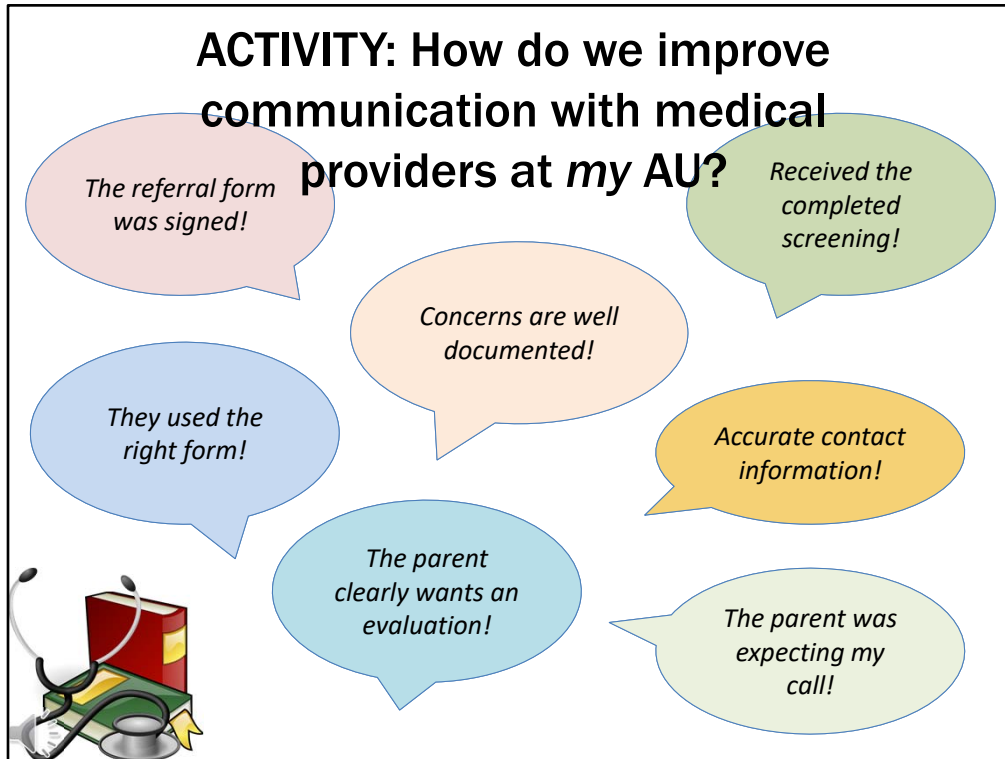 ACTIVITY: How do we improve
communication with medical
providers at my AU?
The referral form
was signed!
Received the
completed
screening!
Concerns are well
documented!
They used the
right form!
Accurate contact
information!
The parent
clearly wants an
evaluation!
The parent was
expecting my
call!